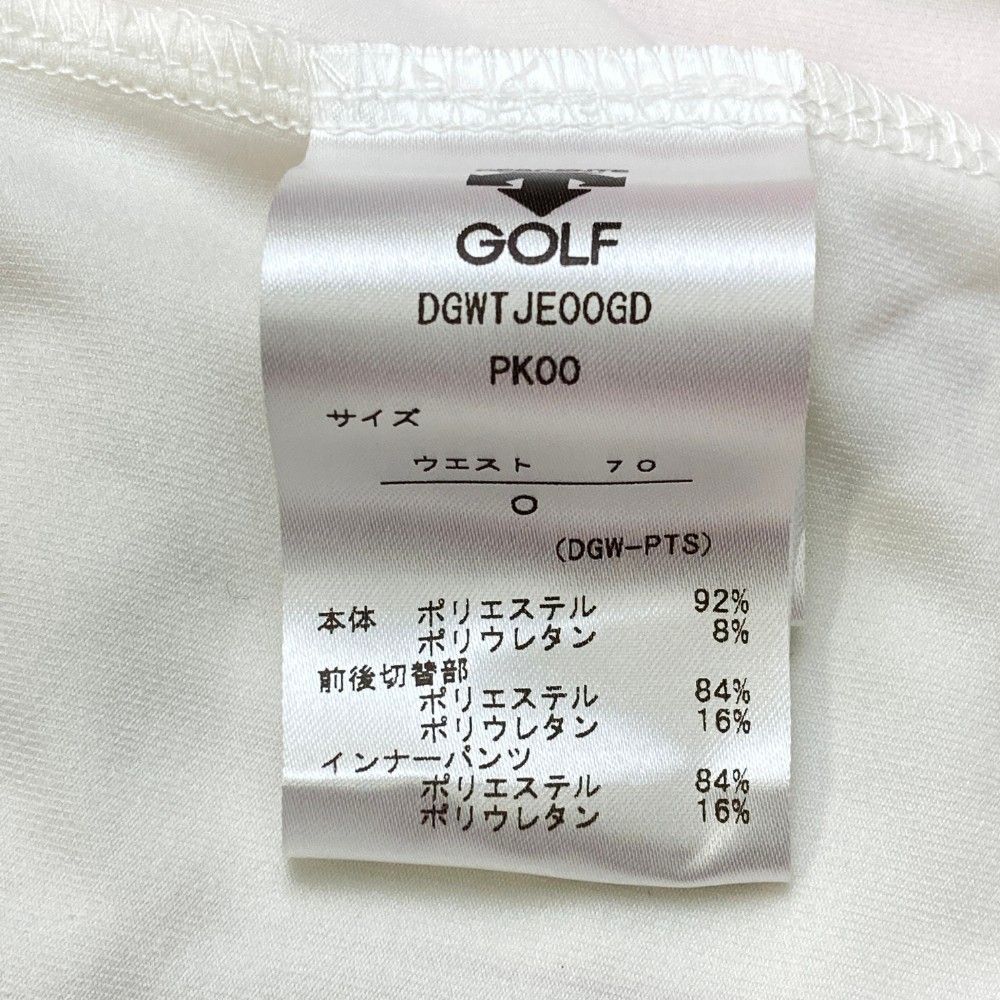 GOLF
DGWTJE00GD
PK00
サイズ
ウエスト 70
0
(DGW-PTS)
本体 ポリエステル 92%
ポリウレタン 8%
前後切替部
ポリエステル 84%
ポリウレタン 16%
インナーパンツ
ポリエステル 84%
ポリウレタン 16%